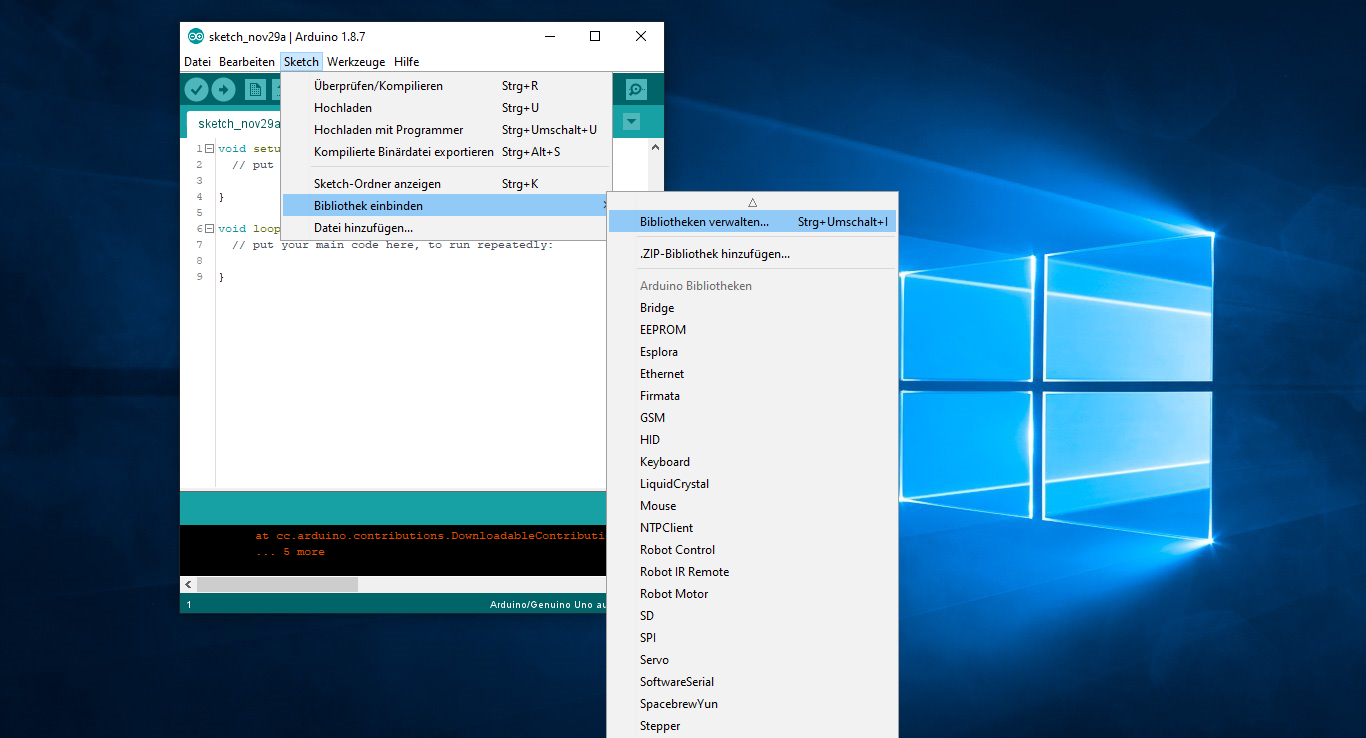 sketch_nov29a | Arduino 1.8.7
Datei Bearbeiten Sketch Werkzeuge Hilfe
sketch_nov29a
Überprüfen/Kompilieren Strg+R
Hochladen Strg+U
Hochladen mit Programmer Strg+Umschalt+U
Kompilierte Binärdatei exportieren Strg+Alt+S
Sketch-Ordner anzeigen Strg+K
Bibliothek einbinden
Datei hinzufügen...
1 void setu
2 // put
3
4 }
5
6 void loop
7 // put your main code here, to run repeatedly:
8
9 }
at cc.arduino.contributions.DownloadableContributi
... 5 more
1 Arduino/Genuino Uno au
Bibliotheken verwalten... Strg+Umschalt+I
.ZIP-Bibliothek hinzufügen...
Arduino Bibliotheken
Bridge
EEPROM
Esplora
Ethernet
Firmata
GSM
HID
Keyboard
LiquidCrystal
Mouse
NTPClient
Robot Control
Robot IR Remote
Robot Motor
SD
SPI
Servo
SoftwareSerial
SpacebrewYun
Stepper